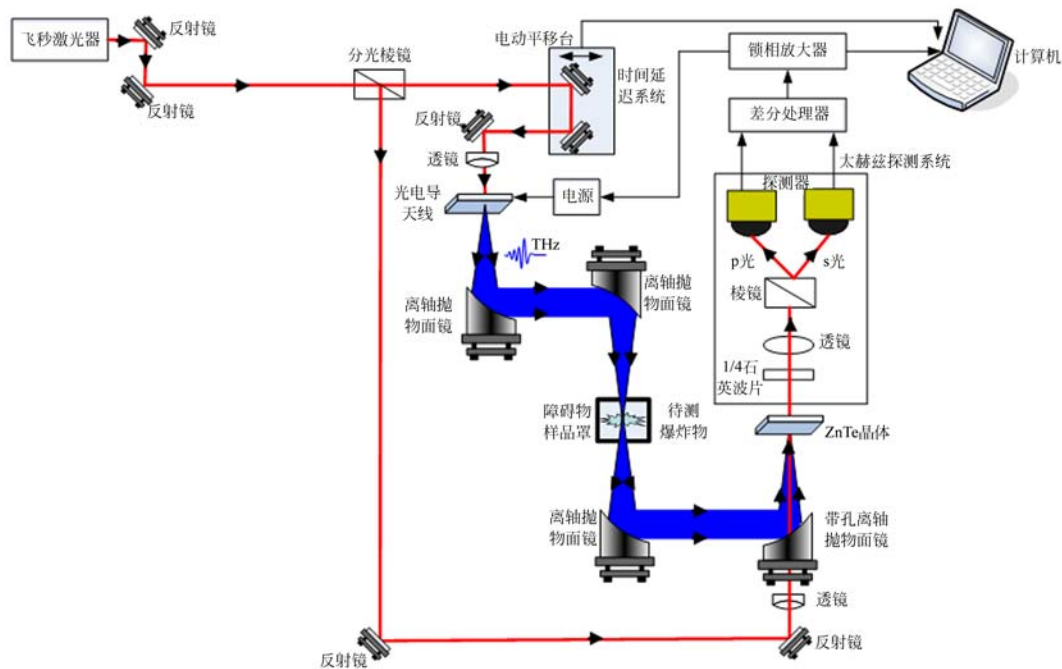 飞秒激光器
反射镜
反射镜
分光棱镜
电动平移台
时间延
迟系统
反射镜
透镜
光电导
天线
电源
锁相放大器
计算机
差分处理器
太赫兹探测系统
探测器
p光
s光
棱镜
透镜
1/4石
英波片
ZnTe晶体
THz
离轴抛
物面镜
离轴抛
物面镜
障碍物
样品罩
待测
爆炸物
离轴抛
物面镜
带孔离轴
抛物面镜
透镜
反射镜
反射镜